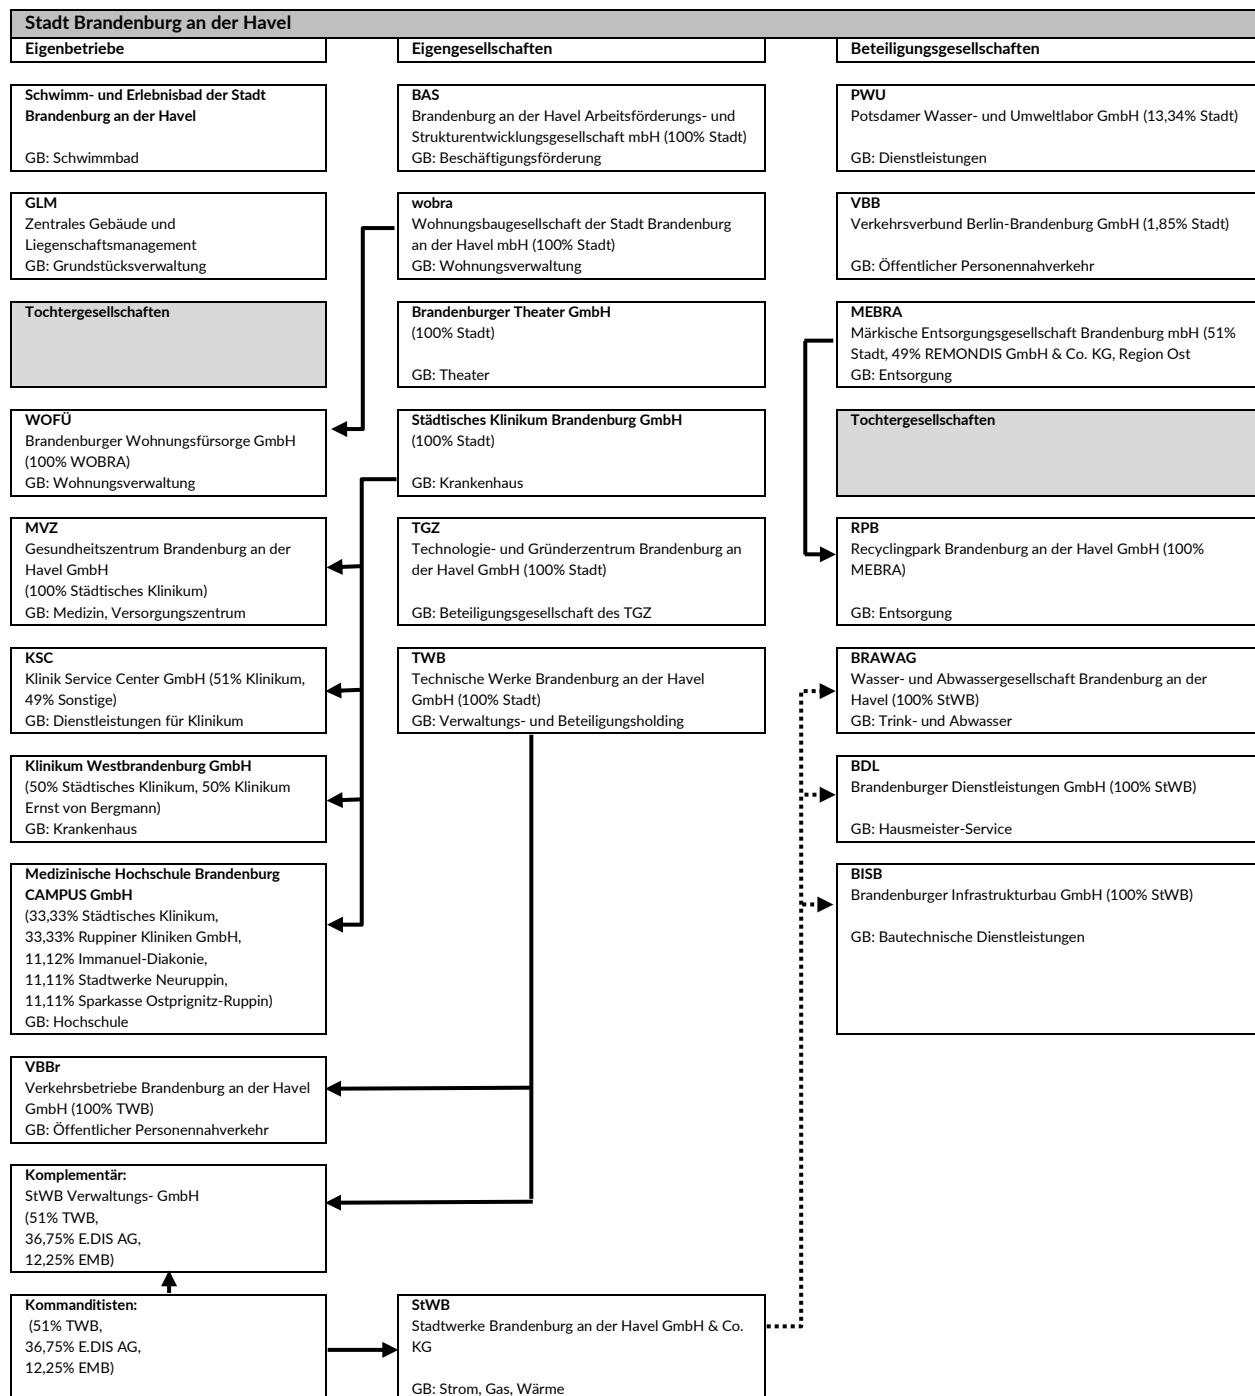 Stadt Brandenburg an der Havel
Eigenbetriebe
Schwimm- und Erlebnisbad der Stadt
Brandenburg an der Havel
GB: Schwimmbad
GLM
Zentrales Gebäude und
Liegenschaftsmanagement
GB: Grundstücksverwaltung
Tochtergesellschaften
WOFÜ
Brandenburger Wohnungsfürsorge GmbH
(100% WOBRA)
GB: Wohnungsverwaltung
MVZ
Gesundheitszentrum Brandenburg an der
Havel GmbH
(100% Städtisches Klinikum)
GB: Medizin, Versorgungszentrum
KSC
Klinik Service Center GmbH (51% Klinikum,
49% Sonstige)
GB: Dienstleistungen für Klinikum
Klinikum Westbrandenburg GmbH
(50% Städtisches Klinikum, 50% Klinikum
Ernst von Bergmann)
GB: Krankenhaus
Medizinische Hochschule Brandenburg
CAMPUS GmbH
(33,33% Städtisches Klinikum,
33,33% Ruppiner Kliniken GmbH,
11,12% Immanuel-Diakonie,
11,11% Stadtwerke Neuruppin,
11,11% Sparkasse Ostprignitz-Ruppin)
GB: Hochschule
VBBr
Verkehrsbetriebe Brandenburg an der Havel
GmbH (100% TWB)
GB: Öffentlicher Personennahverkehr
Komplementär:
StWB Verwaltungs- GmbH
(51% TWB,
36,75% E.DIS AG,
12,25% EMB)
Kommanditisten:
(51% TWB,
36,75% E.DIS AG,
12,25% EMB)
Eigengesellschaften
BAS
Brandenburg an der Havel Arbeitsförderungs- und
Strukturentwicklungsgesellschaft mbH (100% Stadt)
GB: Beschäftigungsförderung
wobra
Wohnungsbaugesellschaft der Stadt Brandenburg
an der Havel mbH (100% Stadt)
GB: Wohnungsverwaltung
Brandenburger Theater GmbH
(100% Stadt)
GB: Theater
Städtisches Klinikum Brandenburg GmbH
(100% Stadt)
GB: Krankenhaus
TGZ
Technologie- und Gründerzentrum Brandenburg an
der Havel GmbH (100% Stadt)
GB: Beteiligungsgesellschaft des TGZ
TWB
Technische Werke Brandenburg an der Havel
GmbH (100% Stadt)
GB: Verwaltungs- und Beteiligungsholding
StWB
Stadtwerke Brandenburg an der Havel GmbH & Co.
KG
GB: Strom, Gas, Wärme
Beteiligungsgesellschaften
PWU
Potsdamer Wasser- und Umweltlabor GmbH (13,34% Stadt)
GB: Dienstleistungen
VBB
Verkehrsverbund Berlin-Brandenburg GmbH (1,85% Stadt)
GB: Öffentlicher Personennahverkehr
MEBRA
Märkische Entsorgungsgesellschaft Brandenburg mbH (51%
Stadt, 49% REMONDIS GmbH & Co. KG, Region Ost
GB: Entsorgung
Tochtergesellschaften
RPB
Recyclingpark Brandenburg an der Havel GmbH (100%
MEBRA)
GB: Entsorgung
BRAWAG
Wasser- und Abwassergesellschaft Brandenburg an der
Havel (100% StWB)
GB: Trink- und Abwasser
BDL
Brandenburger Dienstleistungen GmbH (100% StWB)
GB: Hausmeister-Service
BISB
Brandenburger Infrastrukturbau GmbH (100% StWB)
GB: Bautechnische Dienstleistungen